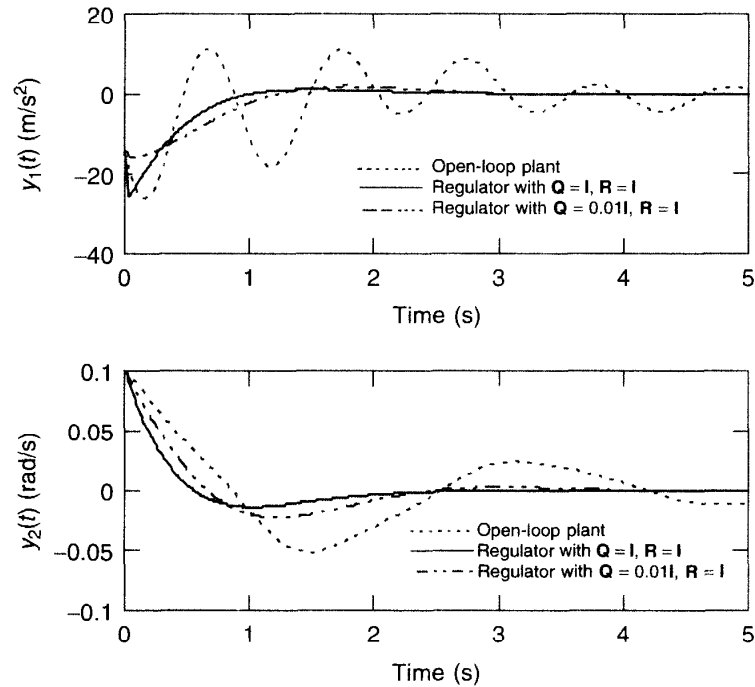 20
0
−20
−40
y₁(t) (m/s²)
Open-loop plant
Regulator with Q = I, R = I
Regulator with Q = 0.01I, R = I
0 1 2 3 4 5
Time (s)
0.1
0.05
0
−0.05
−0.1
y₂(t) (rad/s)
Open-loop plant
Regulator with Q = I, R = I
Regulator with Q = 0.01I, R = I
0 1 2 3 4 5
Time (s)